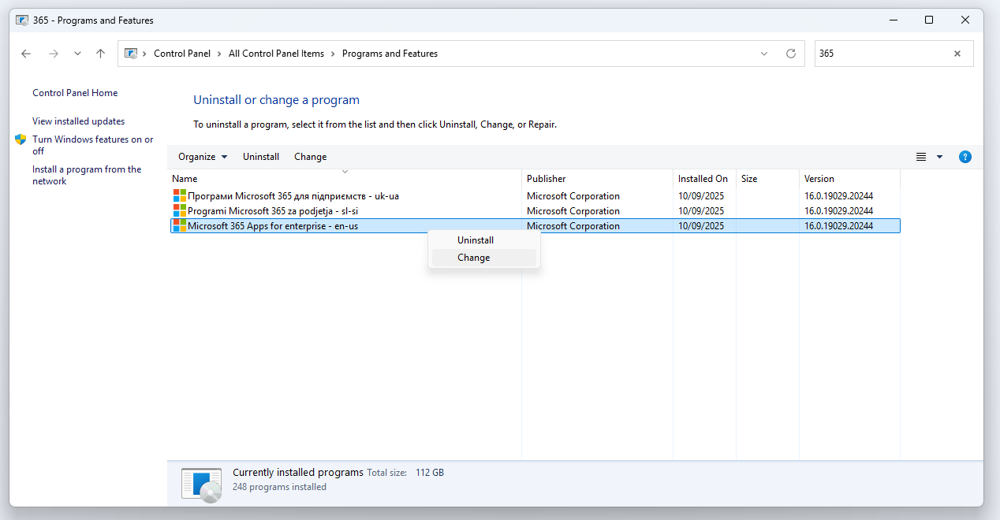 365 - Programs and Features
Control Panel All Control Panel Items Programs and Features
365
Control Panel Home
View installed updates
Turn Windows features on or
off
Install a program from the
network
Uninstall or change a program
To uninstall a program, select it from the list and then click Uninstall, Change, or Repair.
Organize Uninstall Change
?
Name Publisher Installed On Size Version
Програми Microsoft 365 для підприємств - uk-ua Microsoft Corporation 10/09/2025 16.0.19029.20244
Programi Microsoft 365 za podjetja - sl-si Microsoft Corporation 10/09/2025 16.0.19029.20244
Microsoft 365 Apps for enterprise - en-us Microsoft Corporation 10/09/2025 16.0.19029.20244
Uninstall
Change
Currently installed programs Total size: 112 GB
248 programs installed